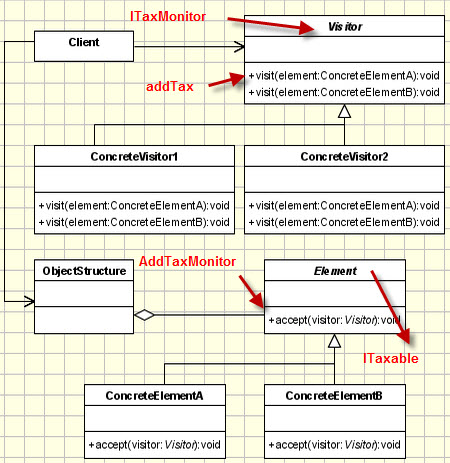 ITaxMonitor
Visitor
Client
addTax
+visit(element:ConcreteElementA):void
+visit(element:ConcreteElementB):void
ConcreteVisitor1
ConcreteVisitor2
+visit(element:ConcreteElementA):void
+visit(element:ConcreteElementB):void
+visit(element:ConcreteElementA):void
+visit(element:ConcreteElementB):void
AddTaxMonitor
ObjectStructure
Element
+accept(visitor:Visitor):void
ITaxable
ConcreteElementA
ConcreteElementB
+accept(visitor:Visitor):void
+accept(visitor:Visitor):void